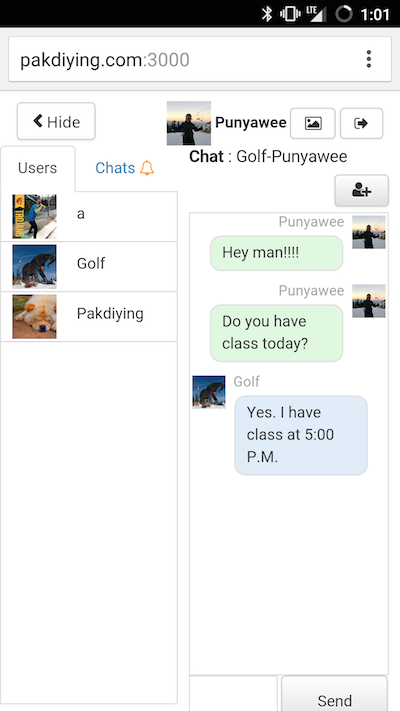 LTE 1:01
pakdiying.com:3000
Hide
Punyawee
Users
Chats
Chat : Golf-Punyawee
a
Golf
Pakdiying
Punyawee
Hey man!!!!
Punyawee
Do you have
class today?
Golf
Yes. I have
class at 5:00
P.M.
Send